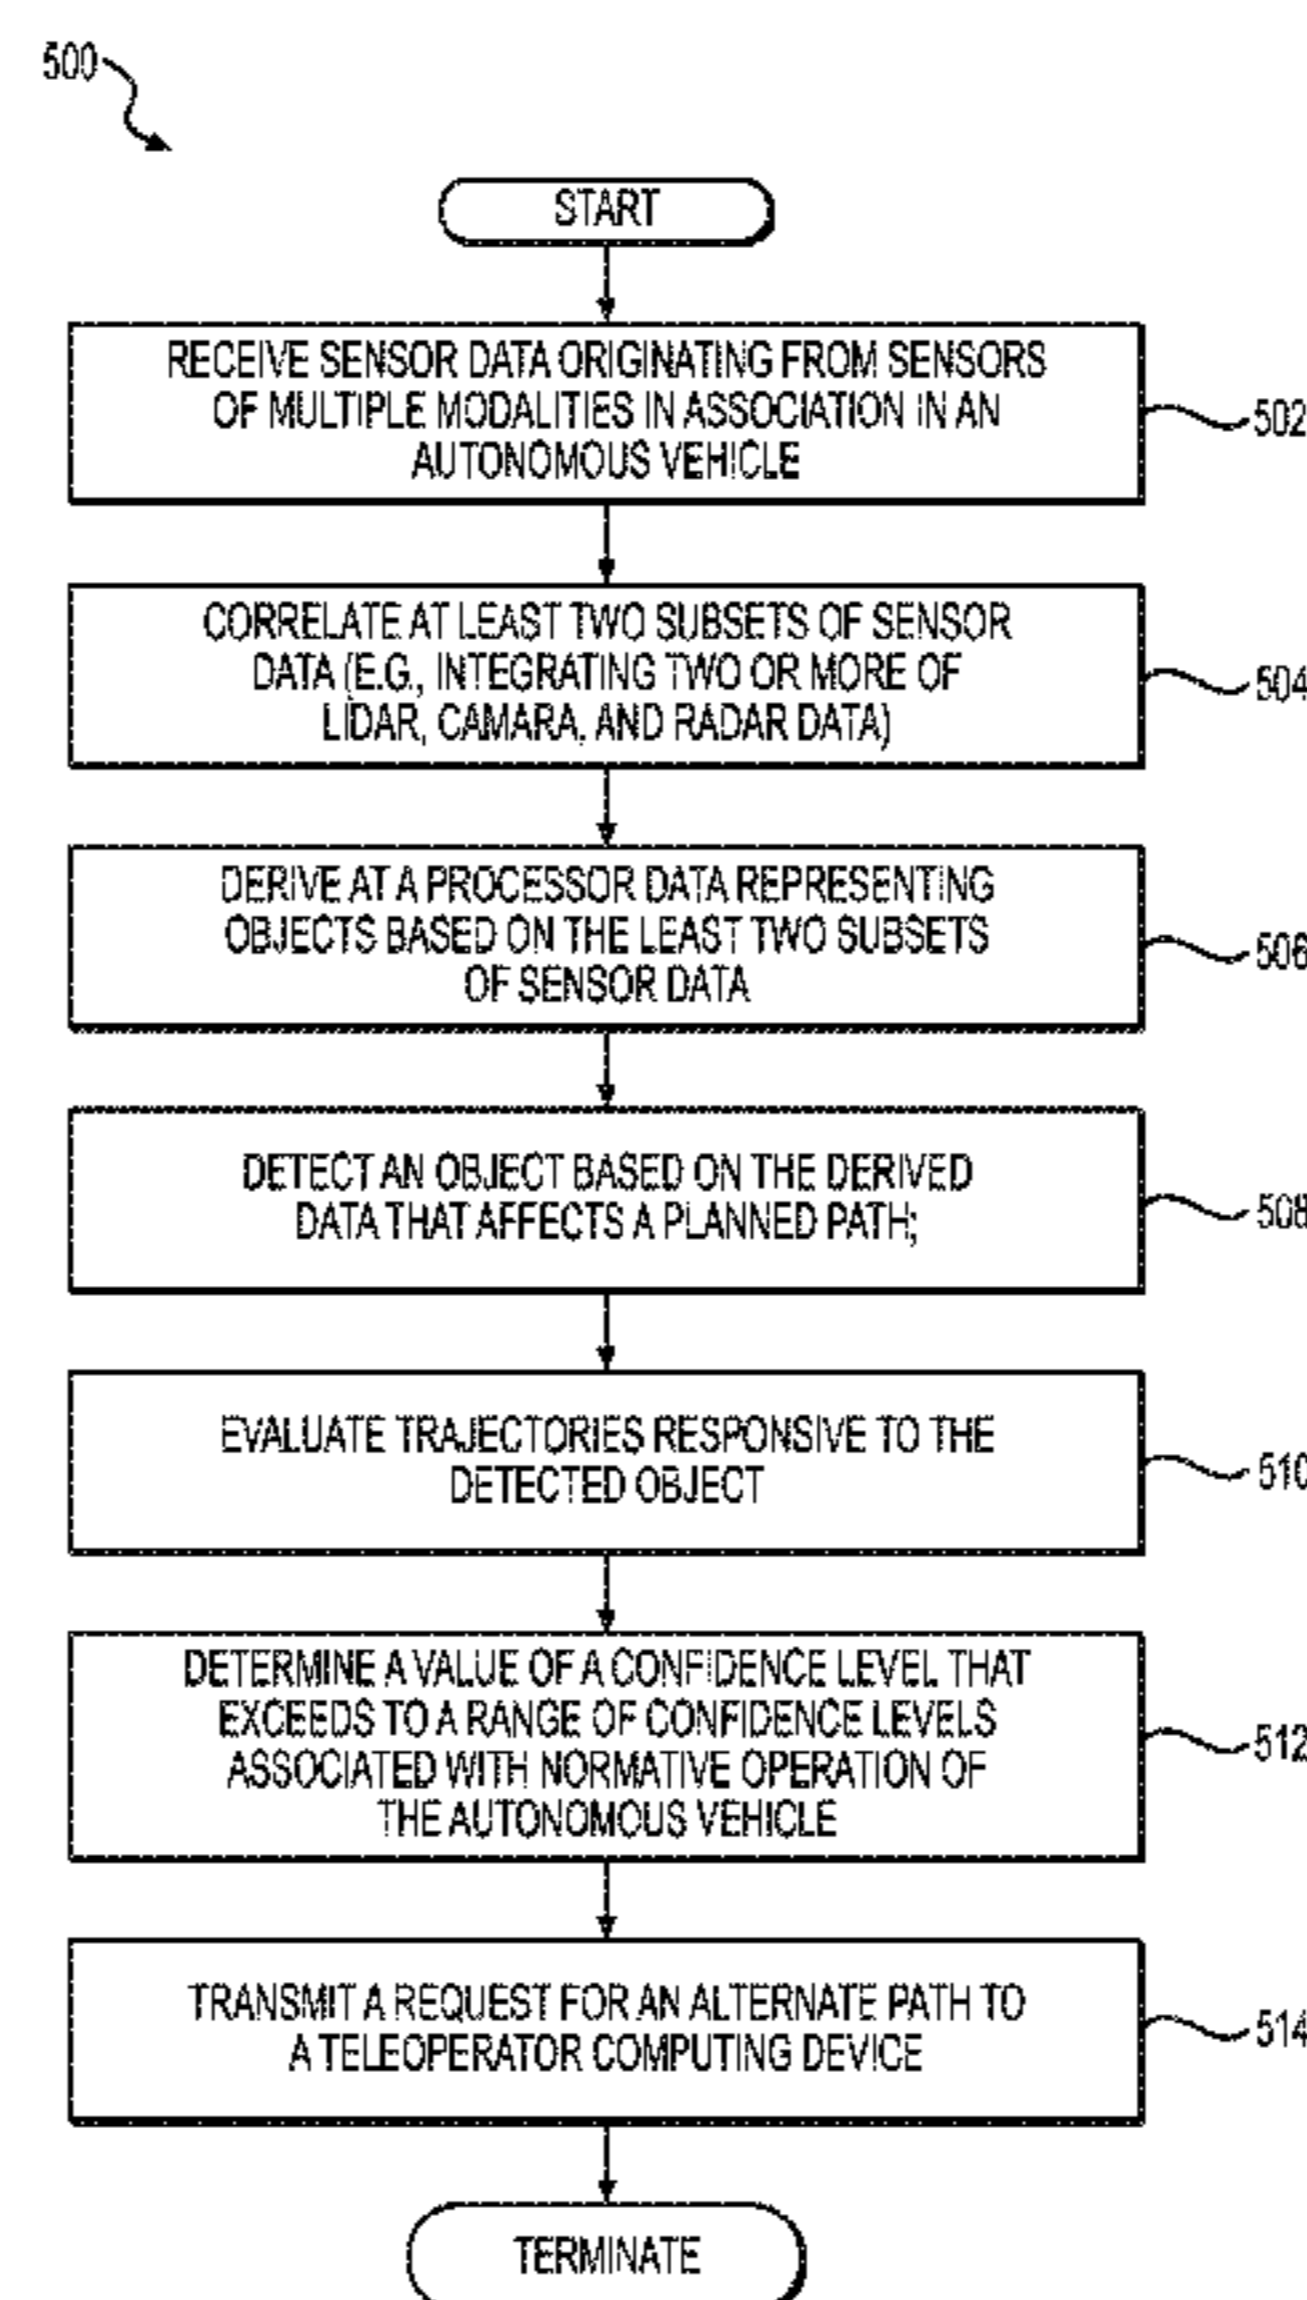 500
START
RECEIVE SENSOR DATA ORIGINATING FROM SENSORS
OF MULTIPLE MODALITIES IN ASSOCIATION IN AN
AUTONOMOUS VEHICLE
502
CORRELATE AT LEAST TWO SUBSETS OF SENSOR
DATA (E.G., INTEGRATING TWO OR MORE OF
LIDAR, CAMARA, AND RADAR DATA)
504
DERIVE AT A PROCESSOR DATA REPRESENTING
OBJECTS BASED ON THE LEAST TWO SUBSETS
OF SENSOR DATA
506
DETECT AN OBJECT BASED ON THE DERIVED
DATA THAT AFFECTS A PLANNED PATH;
508
EVALUATE TRAJECTORIES RESPONSIVE TO THE
DETECTED OBJECT
510
DETERMINE A VALUE OF A CONFIDENCE LEVEL THAT
EXCEEDS TO A RANGE OF CONFIDENCE LEVELS
ASSOCIATED WITH NORMATIVE OPERATION OF
THE AUTONOMOUS VEHICLE
512
TRANSMIT A REQUEST FOR AN ALTERNATE PATH TO
A TELEOPERATOR COMPUTING DEVICE
514
TERMINATE